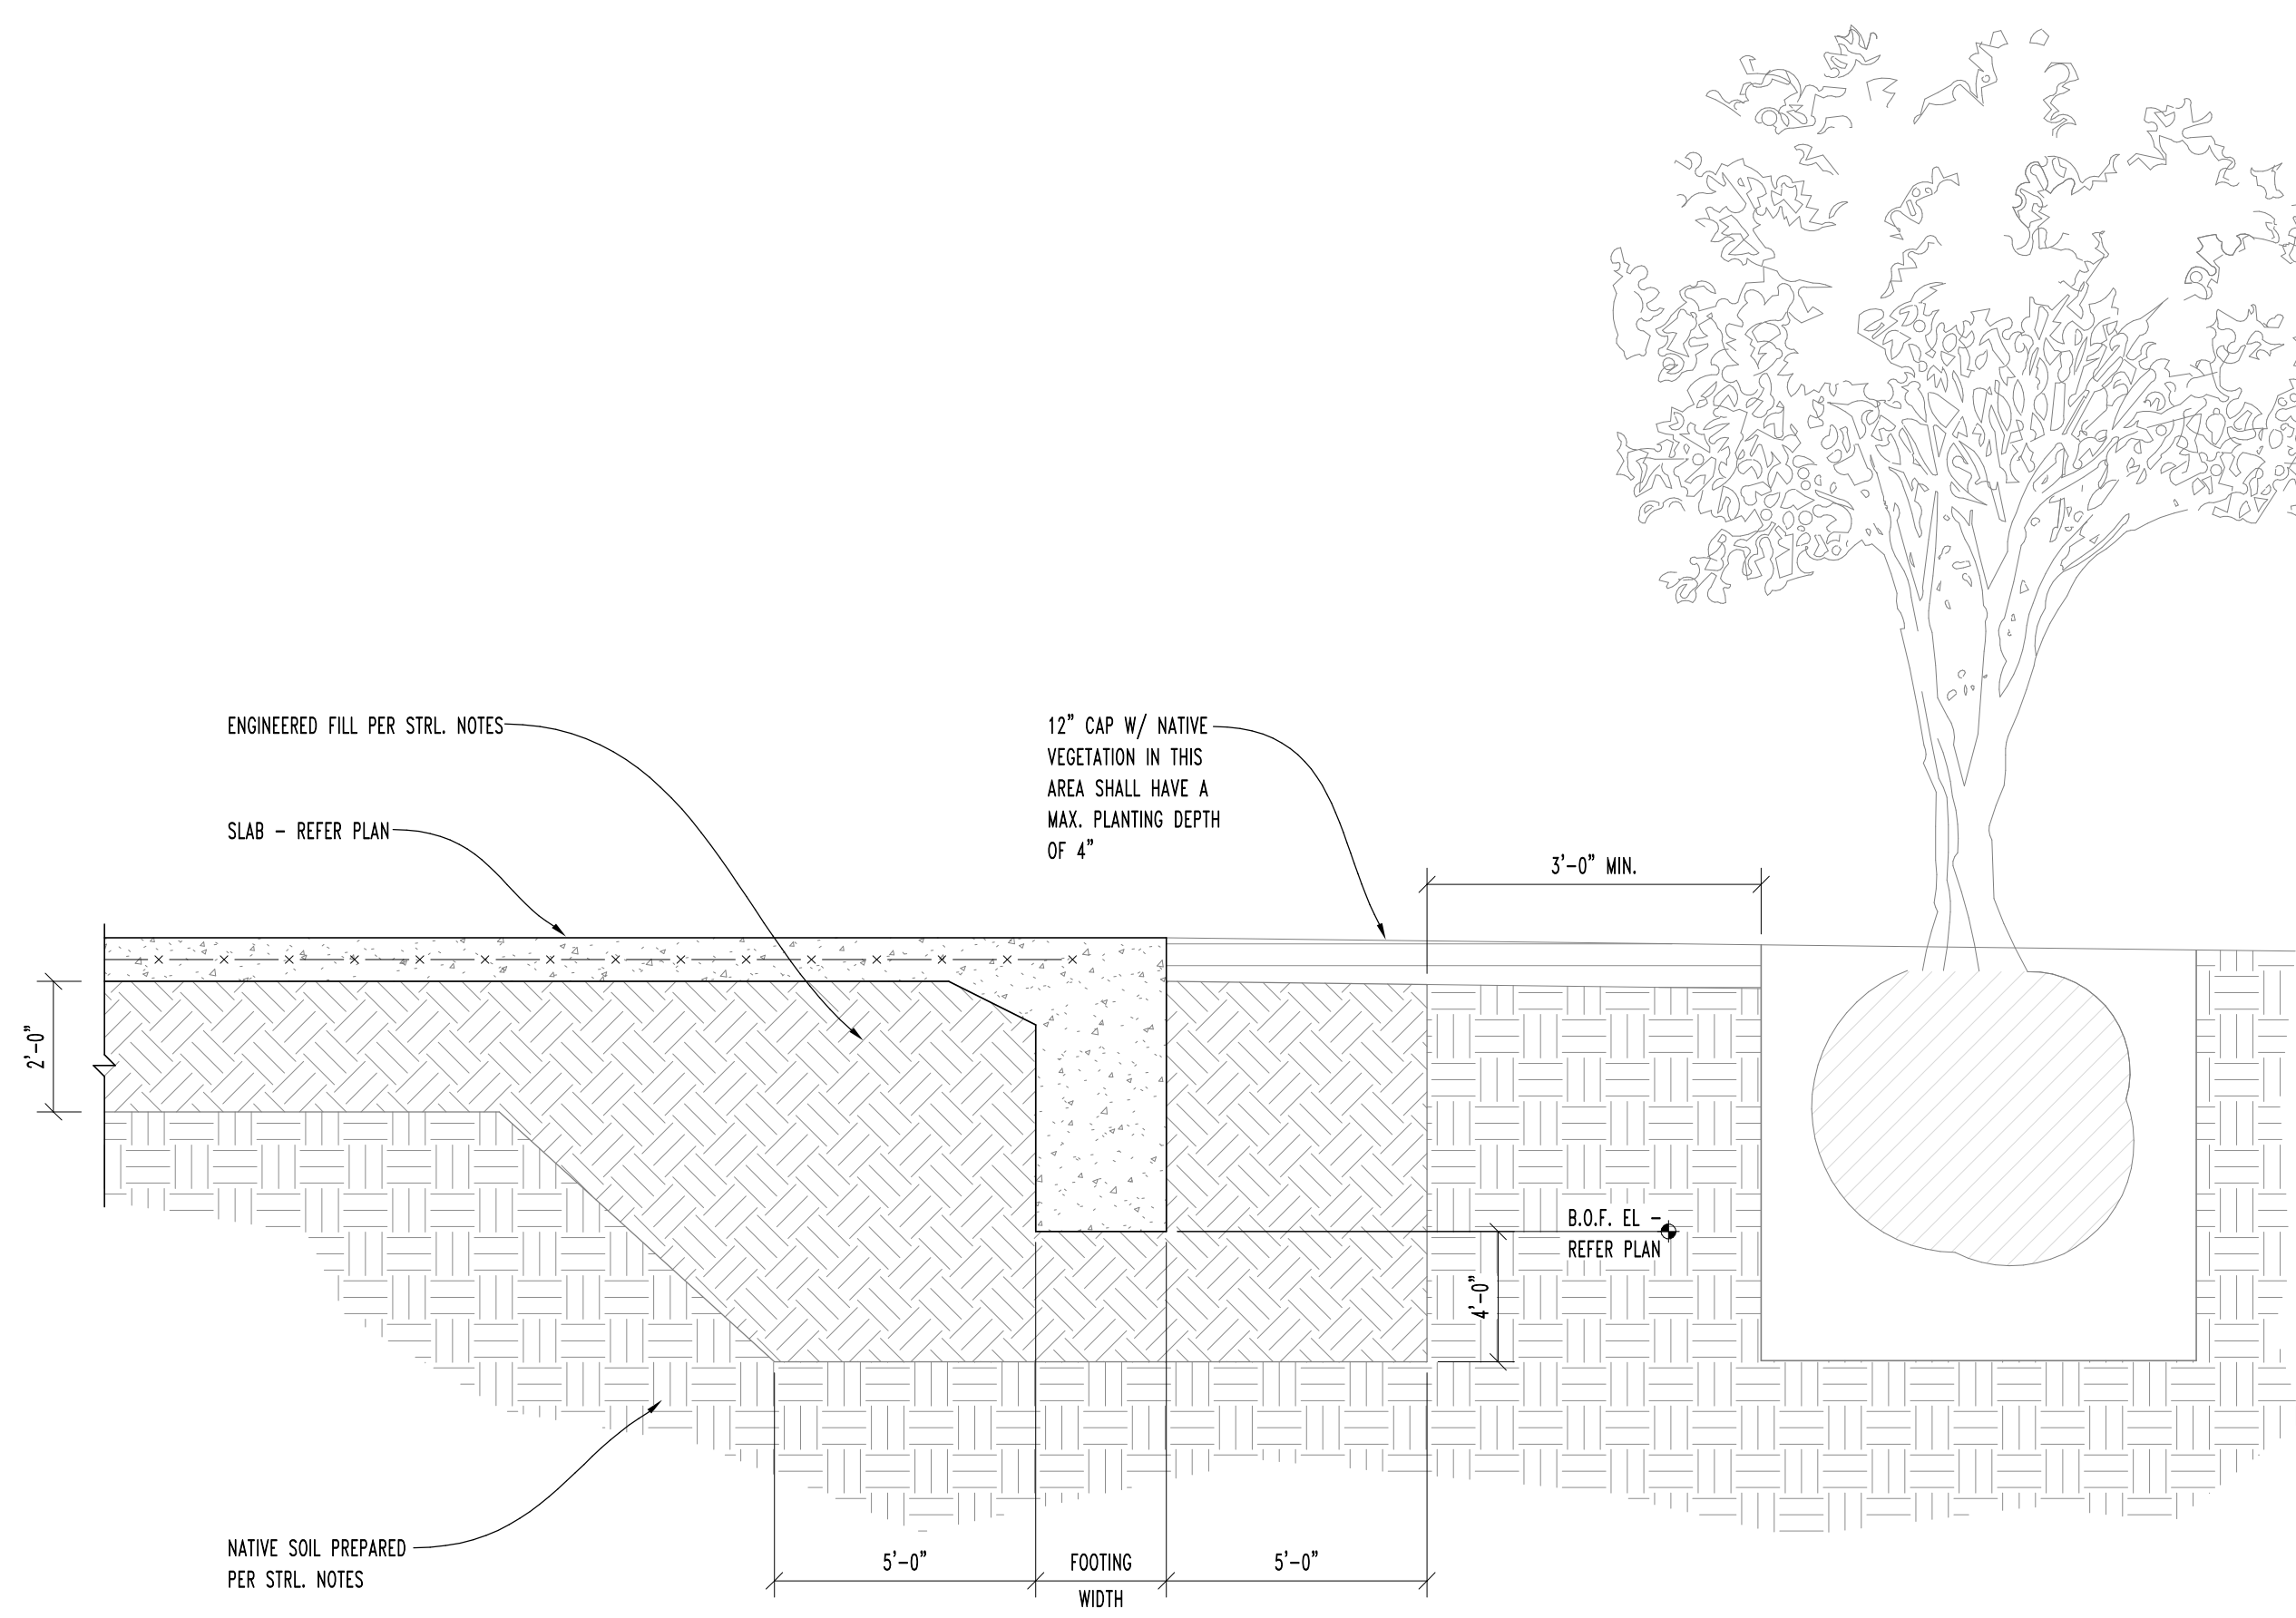 ENGINEERED FILL PER STRL. NOTES
SLAB - REFER PLAN
12" CAP W/ NATIVE
VEGETATION IN THIS
AREA SHALL HAVE A
MAX. PLANTING DEPTH
OF 4"
3'-0" MIN.
2'-0"
B.O.F. EL -
REFER PLAN
4'-0"
NATIVE SOIL PREPARED
PER STRL. NOTES
5'-0"
FOOTING
WIDTH
5'-0"